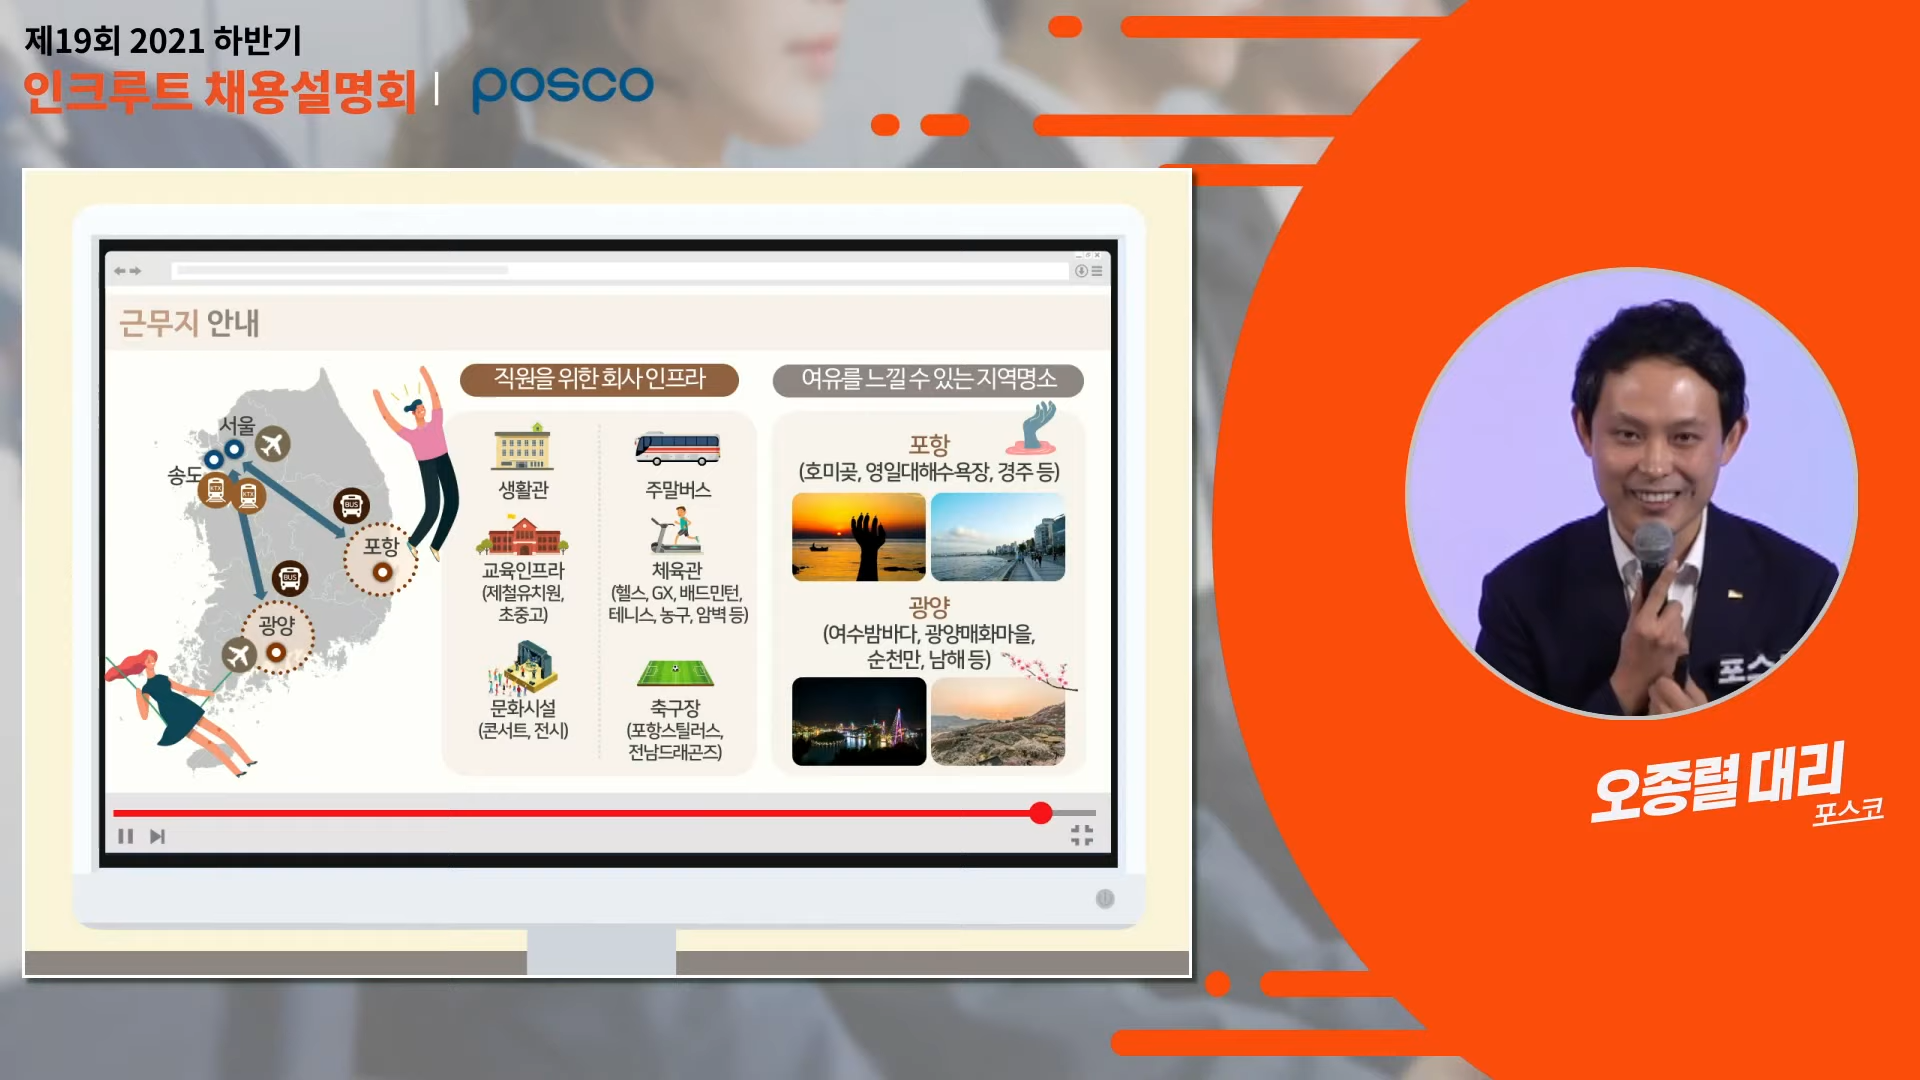 제19회 2021 하반기
인크루트 채용설명회
posco
근무지 안내
서울
송도
KTX
KTX
BUS
포항
BUS
광양
직원을 위한 회사 인프라
생활관
주말버스
교육인프라
(제철유치원,
초중고)
체육관
(헬스, GX, 배드민턴,
테니스, 농구, 암벽 등)
문화시설
(콘서트, 전시)
축구장
(포항스틸러스,
전남드래곤즈)
여유를 느낄 수 있는 지역명소
포항
(호미곶, 영일대해수욕장, 경주 등)
광양
(여수밤바다, 광양매화마을,
순천만, 남해 등)
포스
오종렬 대리
포스코